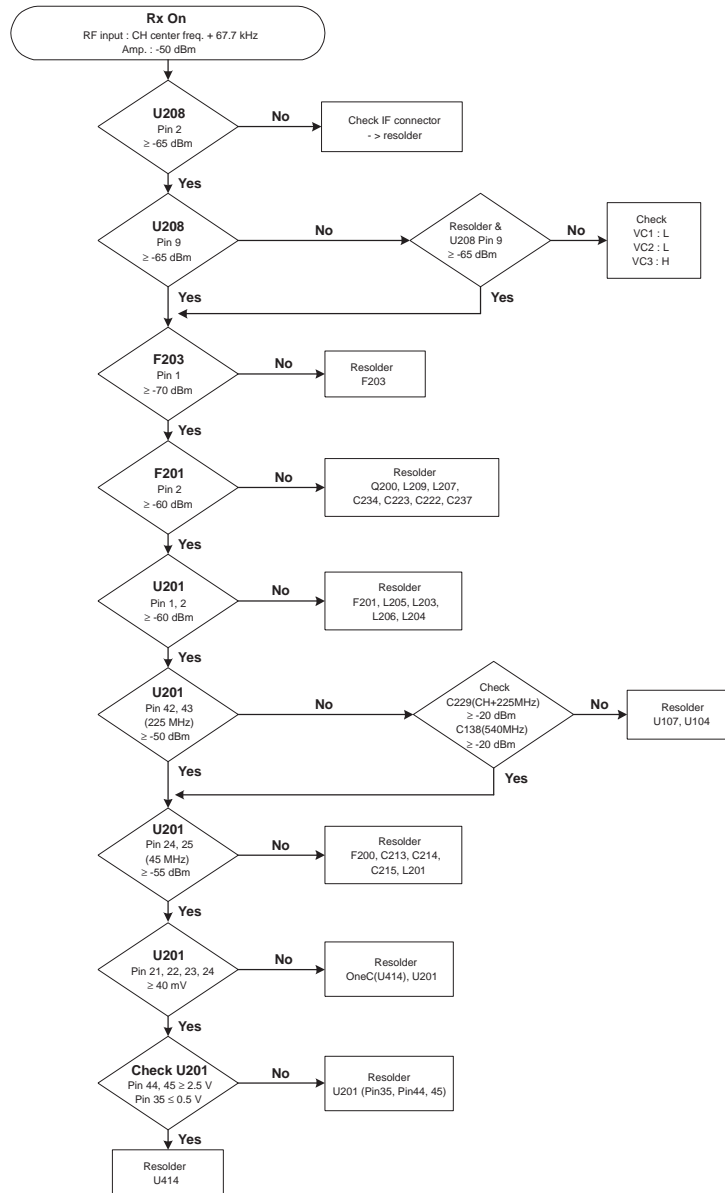 Rx On
RF input : CH center freq. + 67.7 kHz
Amp. : -50 dBm
U208
Pin 2
≥ -65 dBm
No
Check IF connector
- > resolder
Yes
U208
Pin 9
≥ -65 dBm
No
Resolder &
U208 Pin 9
≥ -65 dBm
No
Check
VC1 : L
VC2 : L
VC3 : H
Yes
Yes
F203
Pin 1
≥ -70 dBm
No
Resolder
F203
Yes
F201
Pin 2
≥ -60 dBm
No
Resolder
Q200, L209, L207,
C234, C223, C222, C237
Yes
U201
Pin 1, 2
≥ -60 dBm
No
Resolder
F201, L205, L203,
L206, L204
Yes
U201
Pin 42, 43
(225 MHz)
≥ -50 dBm
No
Check
C229(CH+225MHz)
≥ -20 dBm
C138(540MHz)
≥ -20 dBm
No
Resolder
U107, U104
Yes
Yes
U201
Pin 24, 25
(45 MHz)
≥ -55 dBm
No
Resolder
F200, C213, C214,
C215, L201
Yes
U201
Pin 21, 22, 23, 24
≥ 40 mV
No
Resolder
OneC(U414), U201
Yes
Check U201
Pin 44, 45 ≥ 2.5 V
Pin 35 ≤ 0.5 V
No
Resolder
U201 (Pin35, Pin44, 45)
Yes
Resolder
U414